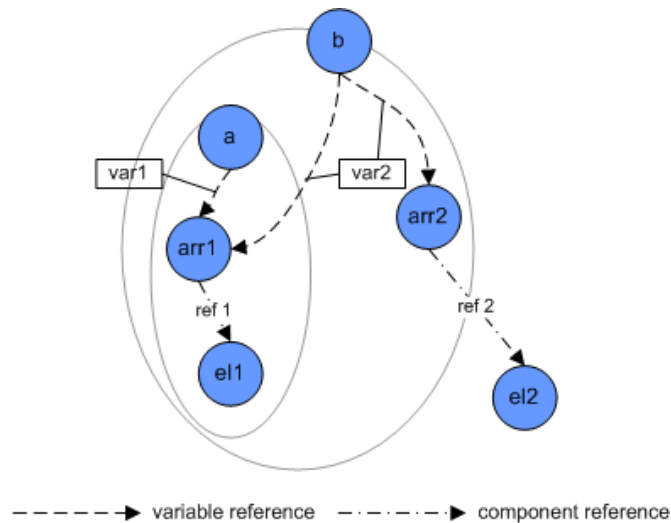 b
a
var1
var2
arr1
arr2
ref 1
ref 2
el1
el2
variable reference
component reference